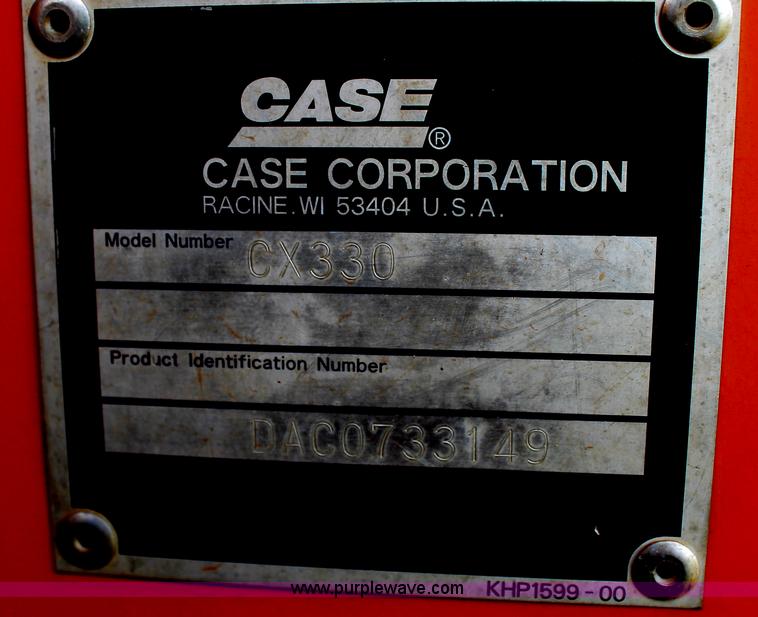 CASE®
CASE CORPORATION
RACINE.WI 53404 U.S.A.
Model Number CX330
Product Identification Number
DAC0733149
www.purplewave.com KHP1599-00